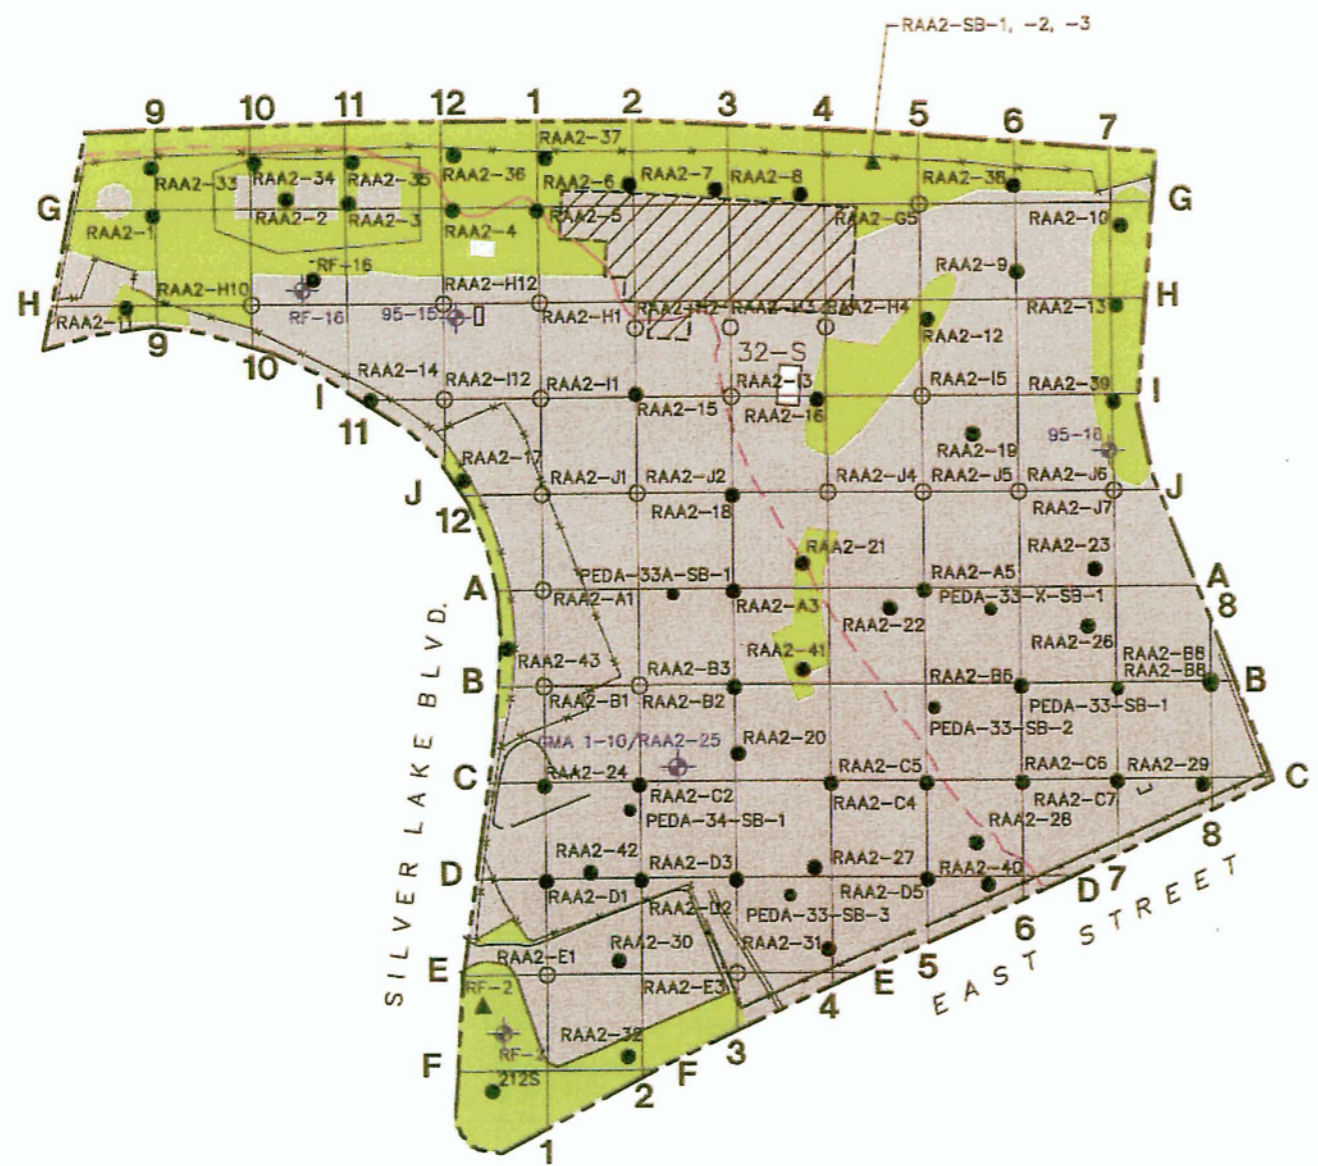 RAA2-SB-1, -2, -3
9 10 11 12 1 2 3 4 5 6 7
RAA2-37
RAA2-33 RAA2-34 RAA2-35 RAA2-36 RAA2-6 RAA2-7 RAA2-8 RAA2-38
G G
RAA2-1 RAA2-2 RAA2-3 RAA2-4 RAA2-5 RAA2-G5 RAA2-10
RF-16 RAA2-9
H RAA2-H10 RAA2-H12 H
RAA2-11 RF-16 95-15 RAA2-H1 RAA2-H2 RAA2-H3 RAA2-H4 RAA2-13
RAA2-12
9 10 32-S
RAA2-14 RAA2-I12 RAA2-I1 RAA2-I3 RAA2-I5 RAA2-39
I I
RAA2-15 RAA2-16
11 95-18
RAA2-17 RAA2-19
J RAA2-J1 RAA2-J2 RAA2-J4 RAA2-J5 RAA2-J6 J
RAA2-18 RAA2-J7
12
RAA2-21 RAA2-23
A PEDA-33A-SB-1 RAA2-A5 A
RAA2-A1 RAA2-A3 PEDA-33-X-SB-1 8
RAA2-22 RAA2-26
RAA2-43 RAA2-41 RAA2-B8
B RAA2-B3 RAA2-B6 RAA2-B8 B
RAA2-B1 RAA2-B2 PEDA-33-SB-1
PEDA-33-SB-2
GMA 1-10/RAA2-25 RAA2-20
C RAA2-24 RAA2-C5 RAA2-C6 RAA2-29 C
RAA2-C2 RAA2-C4 RAA2-C7
PEDA-34-SB-1 RAA2-28
8
RAA2-42 RAA2-D3 RAA2-27 RAA2-40
D D 7
RAA2-D1 RAA2-D2 RAA2-D5
PEDA-33-SB-3
6
RAA2-E1 RAA2-30 RAA2-31
E E 5
RF-2 RAA2-E3
4
RF-2 RAA2-32 3
F F
212S 2
1
SILVER LAKE BLVD.
EAST STREET